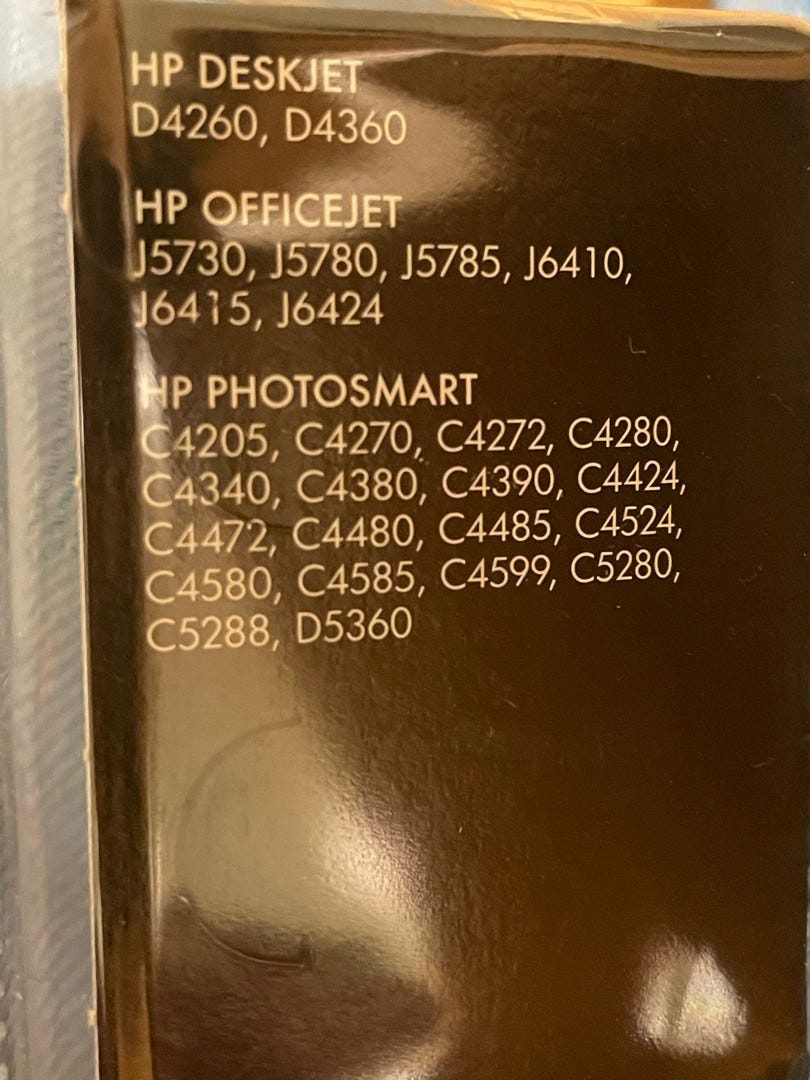 HP DESKJET
D4260, D4360
HP OFFICEJET
J5730, J5780, J5785, J6410,
J6415, J6424
HP PHOTOSMART
C4205, C4270, C4272, C4280,
C4340, C4380, C4390, C4424,
C4472, C4480, C4485, C4524,
C4580, C4585, C4599, C5280,
C5288, D5360